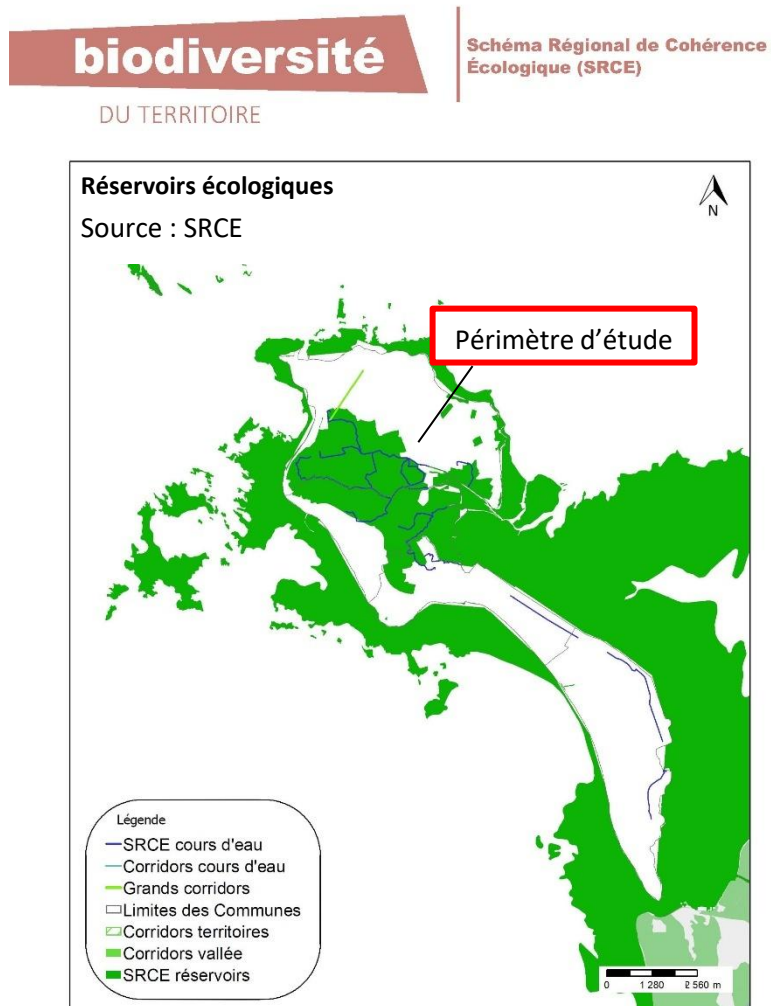 biodiversité
DU TERRITOIRE
Schéma Régional de Cohérence
Écologique (SRCE)
Réservoirs écologiques
Source : SRCE
N
Périmètre d'étude
Légende
SRCE cours d'eau
Corridors cours d'eau
Grands corridors
Limites des Communes
Corridors territoires
Corridors vallée
SRCE réservoirs
0 1 280 2 560 m